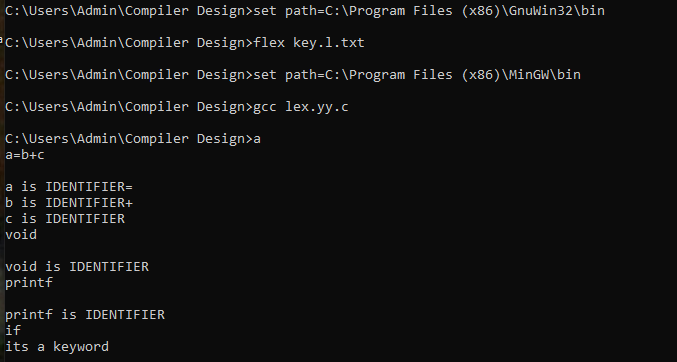 C:\Users\Admin\Compiler Design>set path=C:\Program Files (x86)\GnuWin32\bin
C:\Users\Admin\Compiler Design>flex key.l.txt
C:\Users\Admin\Compiler Design>set path=C:\Program Files (x86)\MinGW\bin
C:\Users\Admin\Compiler Design>gcc lex.yy.c
C:\Users\Admin\Compiler Design>a
a=b+c
a is IDENTIFIER=
b is IDENTIFIER+
c is IDENTIFIER
void
void is IDENTIFIER
printf
printf is IDENTIFIER
if
its a keyword